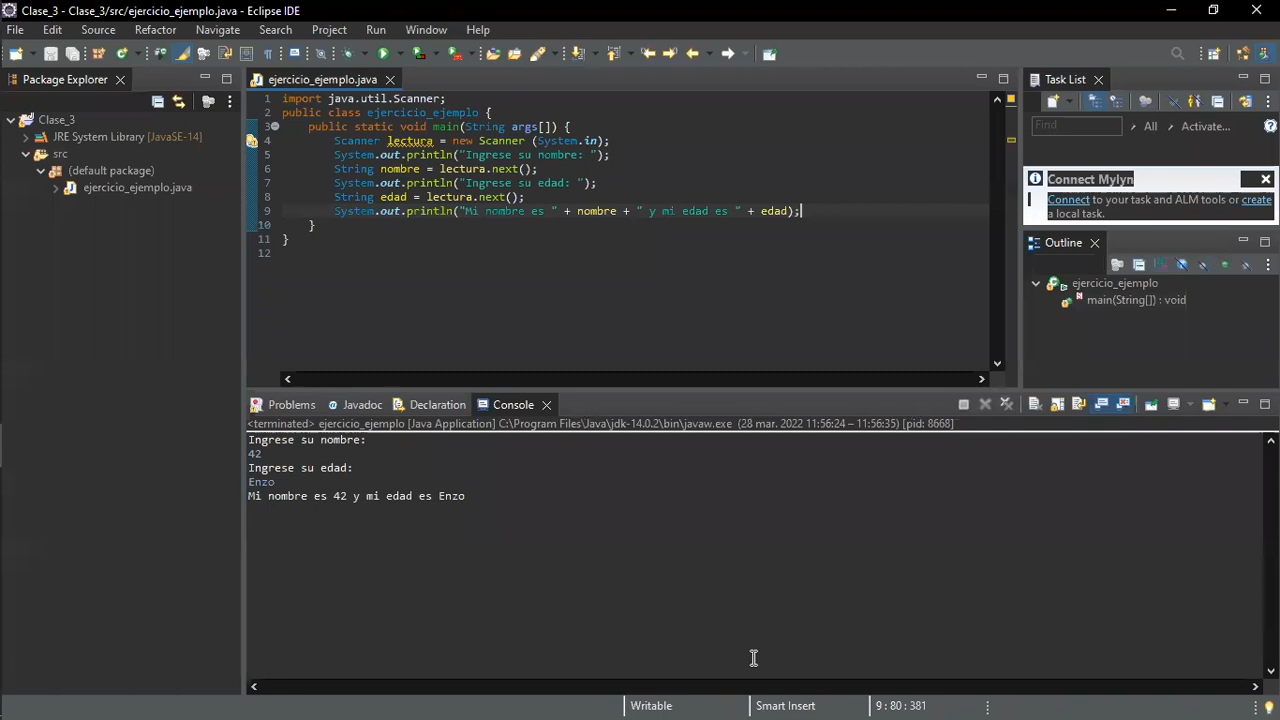 Clase_3 - Clase_3/src/ejercicio_ejemplo.java - Eclipse IDE
File Edit Source Refactor Navigate Search Project Run Window Help
Package Explorer
Clase_3
JRE System Library [JavaSE-14]
src
(default package)
ejercicio_ejemplo.java
ejercicio_ejemplo.java
1 import java.util.Scanner;
2 public class ejercicio_ejemplo {
3 public static void main(String args[]) {
4 Scanner lectura = new Scanner (System.in);
5 System.out.println("Ingrese su nombre: ");
6 String nombre = lectura.next();
7 System.out.println("Ingrese su edad: ");
8 String edad = lectura.next();
9 System.out.println("Mi nombre es " + nombre + " y mi edad es " + edad);
10 }
11 }
12
Task List
Find All Activate...
Connect Mylyn
Connect to your task and ALM tools or create
a local task.
Outline
ejercicio_ejemplo
main(String[]) : void
Problems Javadoc Declaration Console
<terminated> ejercicio_ejemplo [Java Application] C:\Program Files\Java\jdk-14.0.2\bin\javaw.exe (28 mar. 2022 11:56:24 – 11:56:35) [pid: 8668]
Ingrese su nombre:
42
Ingrese su edad:
Enzo
Mi nombre es 42 y mi edad es Enzo
Writable Smart Insert 9 : 80 : 381